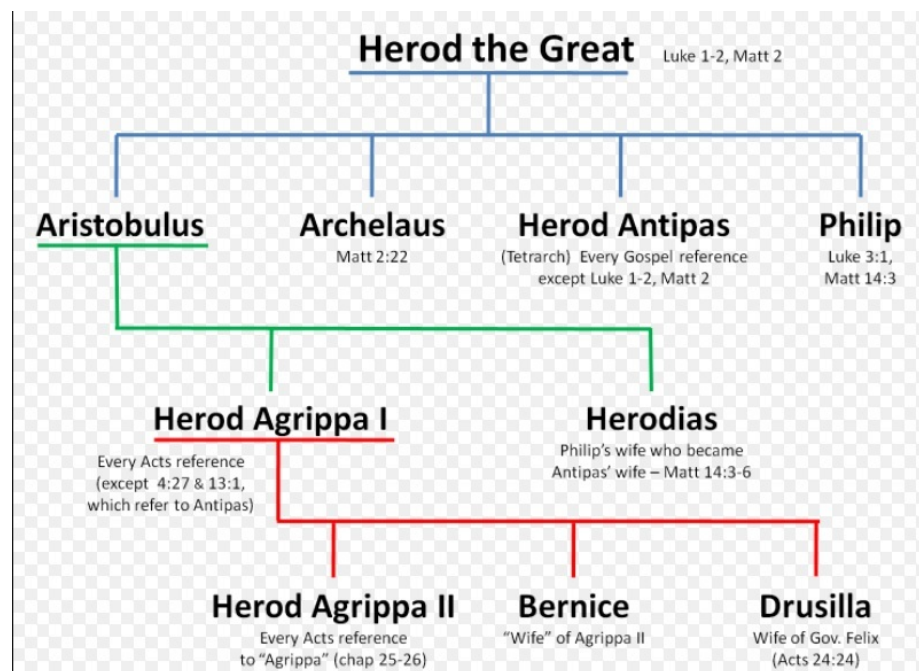 Herod the Great
Luke 1-2, Matt 2
Aristobulus
Archelaus
Matt 2:22
Herod Antipas
(Tetrarch) Every Gospel reference
except Luke 1-2, Matt 2
Philip
Luke 3:1,
Matt 14:3
Herod Agrippa I
Every Acts reference
(except 4:27 & 13:1,
which refer to Antipas)
Herodias
Philip's wife who became
Antipas' wife – Matt 14:3-6
Herod Agrippa II
Every Acts reference
to "Agrippa" (chap 25-26)
Bernice
"Wife" of Agrippa II
Drusilla
Wife of Gov. Felix
(Acts 24:24)